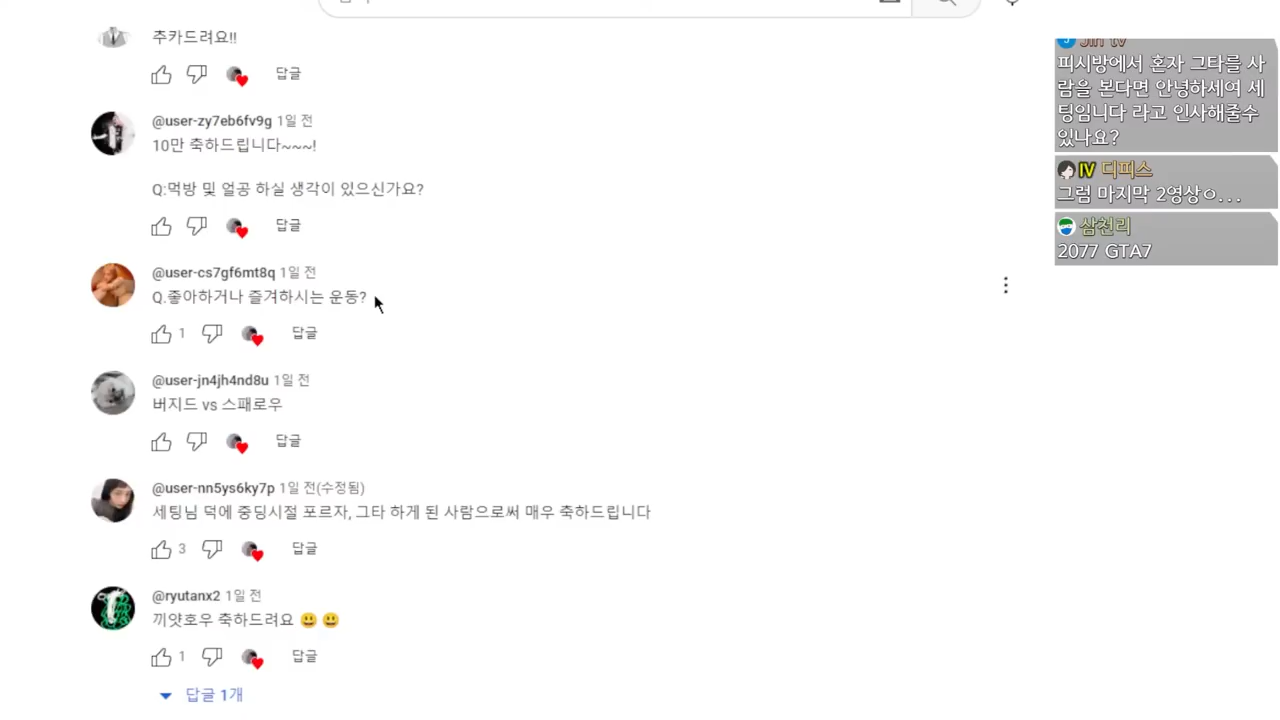 추카드려요!!
답글
@user-zy7eb6fv9g 1일 전
10만 축하드립니다~~~!
Q:먹방 및 얼공 하실 생각이 있으신가요?
답글
@user-cs7gf6mt8q 1일 전
Q.좋아하거나 즐겨하시는 운동?
1 답글
@user-jn4jh4nd8u 1일 전
버지드 vs 스패로우
답글
@user-nn5ys6ky7p 1일 전(수정됨)
세팅님 덕에 중딩시절 포르자, 그타 하게 된 사람으로써 매우 축하드립니다
3 답글
@ryutanx2 1일 전
끼얏호우 축하드려요
1 답글
답글 1개
Jin tv
피시방에서 혼자 그타를 사
람을 본다면 안녕하세여 세
팅임니다 라고 인사해줄수
있나요?
IV 디피스
그럼 마지막 2영상ㅇ...
삼천리
2077 GTA7